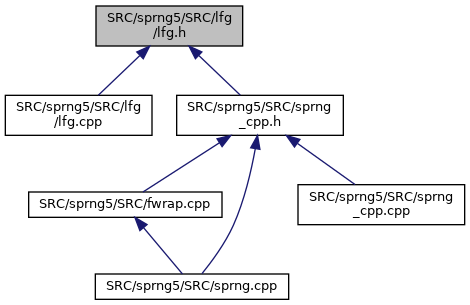 SRC/sprng5/SRC/lfg
/lfg.h
SRC/sprng5/SRC/lfg
/lfg.cpp
SRC/sprng5/SRC/sprng
_cpp.h
SRC/sprng5/SRC/fwrap.cpp
SRC/sprng5/SRC/sprng
_cpp.cpp
SRC/sprng5/SRC/sprng.cpp